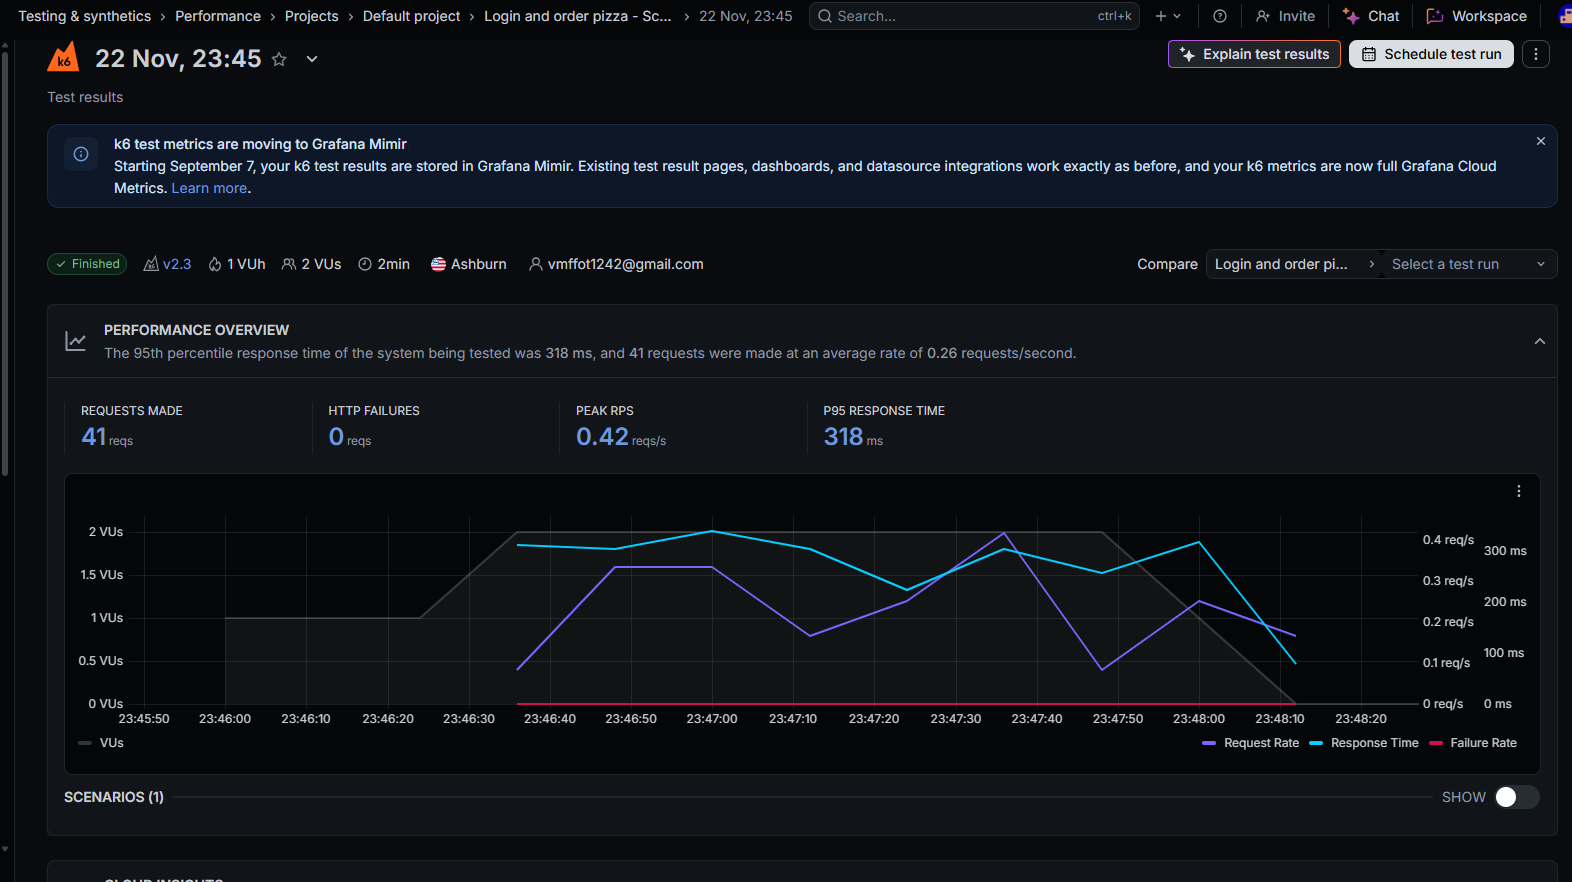 Testing & synthetics > Performance > Projects > Default project > Login and order pizza - Sc... > 22 Nov, 23:45
Search... ctrl+k
Invite
Chat
Workspace
k6
22 Nov, 23:45
Explain test results
Schedule test run
Test results
k6 test metrics are moving to Grafana Mimir
Starting September 7, your k6 test results are stored in Grafana Mimir. Existing test result pages, dashboards, and datasource integrations work exactly as before, and your k6 metrics are now full Grafana Cloud
Metrics. Learn more.
Finished v2.3 1 VUh 2 VUs 2min Ashburn vmffot1242@gmail.com
Compare Login and order pi... > Select a test run
PERFORMANCE OVERVIEW
The 95th percentile response time of the system being tested was 318 ms, and 41 requests were made at an average rate of 0.26 requests/second.
REQUESTS MADE
41 reqs
HTTP FAILURES
0 reqs
PEAK RPS
0.42 reqs/s
P95 RESPONSE TIME
318 ms
2 VUs
1.5 VUs
1 VUs
0.5 VUs
0 VUs
0.4 req/s
0.3 req/s
0.2 req/s
0.1 req/s
0 req/s
300 ms
200 ms
100 ms
0 ms
23:45:50 23:46:00 23:46:10 23:46:20 23:46:30 23:46:40 23:46:50 23:47:00 23:47:10 23:47:20 23:47:30 23:47:40 23:47:50 23:48:00 23:48:10 23:48:20
VUs
Request Rate Response Time Failure Rate
SCENARIOS (1)
SHOW
CLOUD INSIGHTS